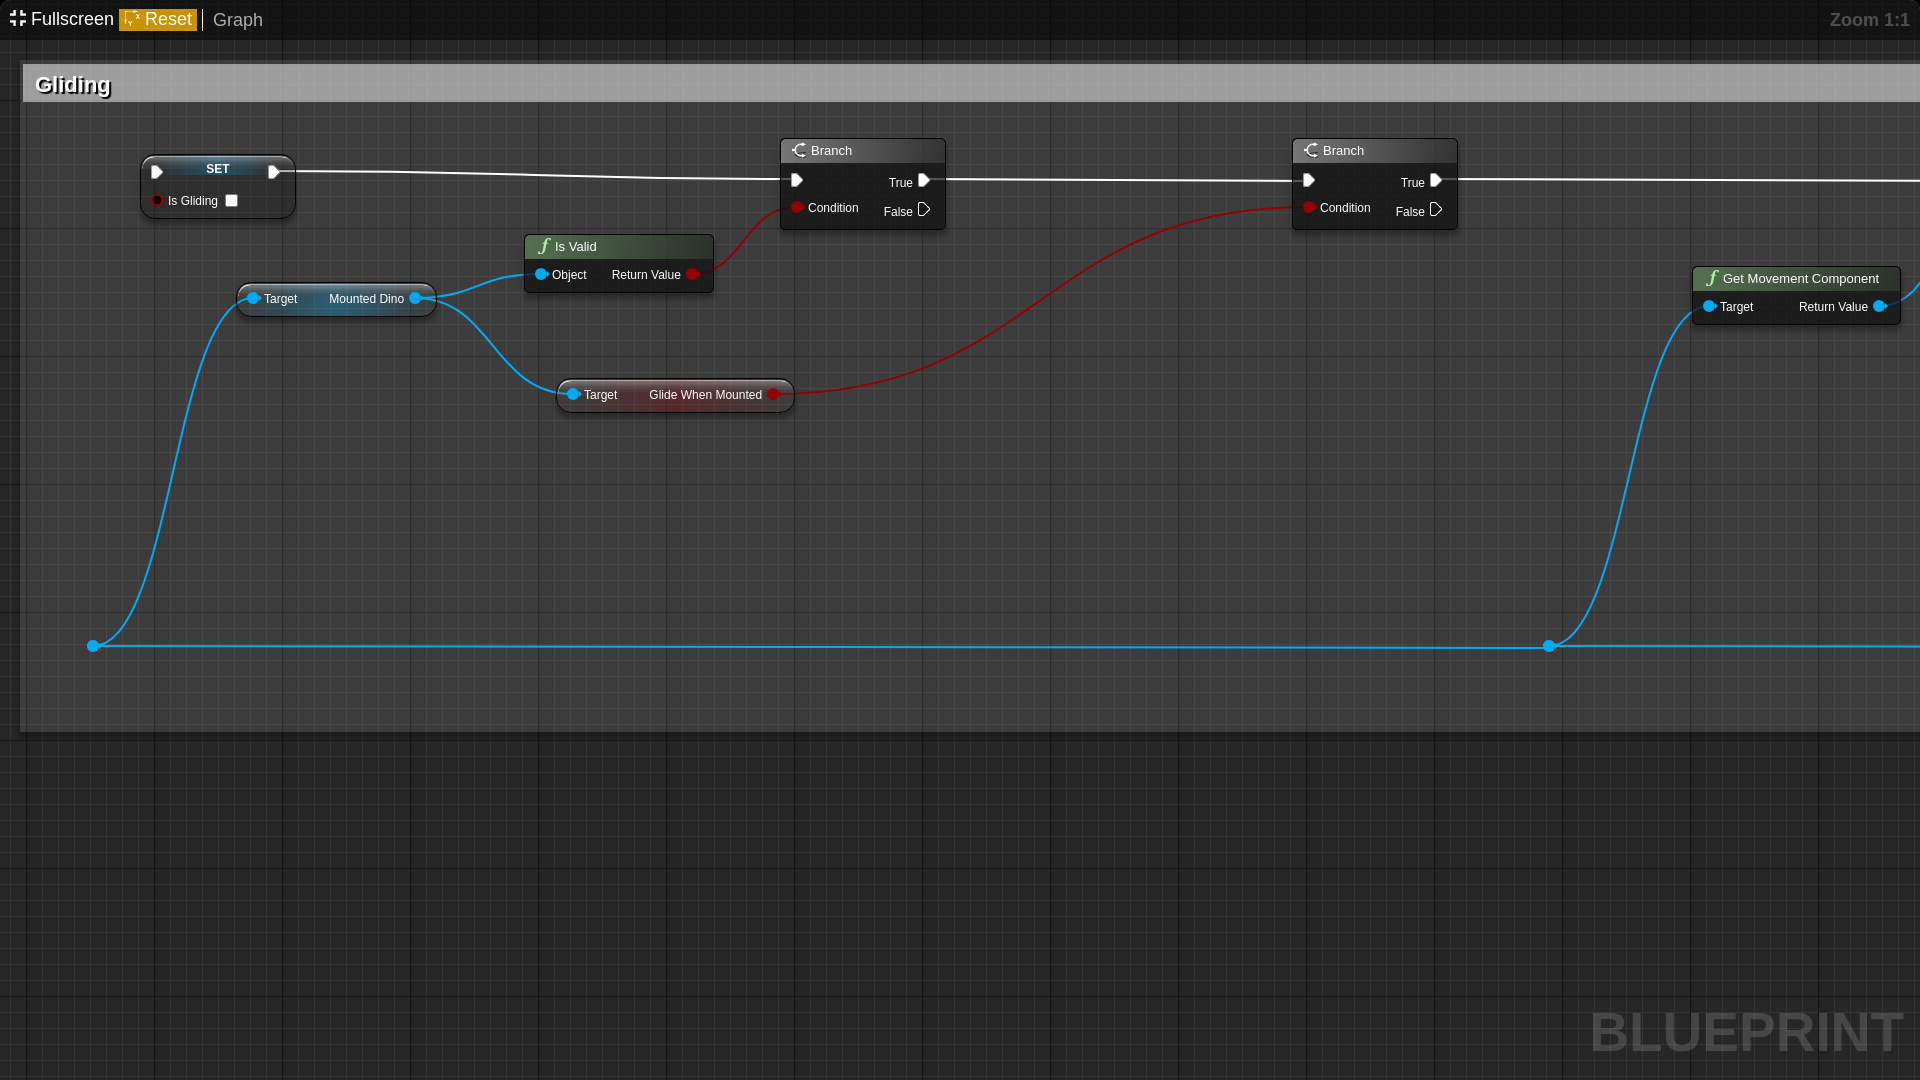 Fullscreen Reset Graph Zoom 1:1
Gliding
SET
Is Gliding
Branch
True
Condition
False
Branch
True
Condition
False
Is Valid
Object Return Value
Target Mounted Dino
Get Movement Component
Target Return Value
Target Glide When Mounted
BLUEPRINT